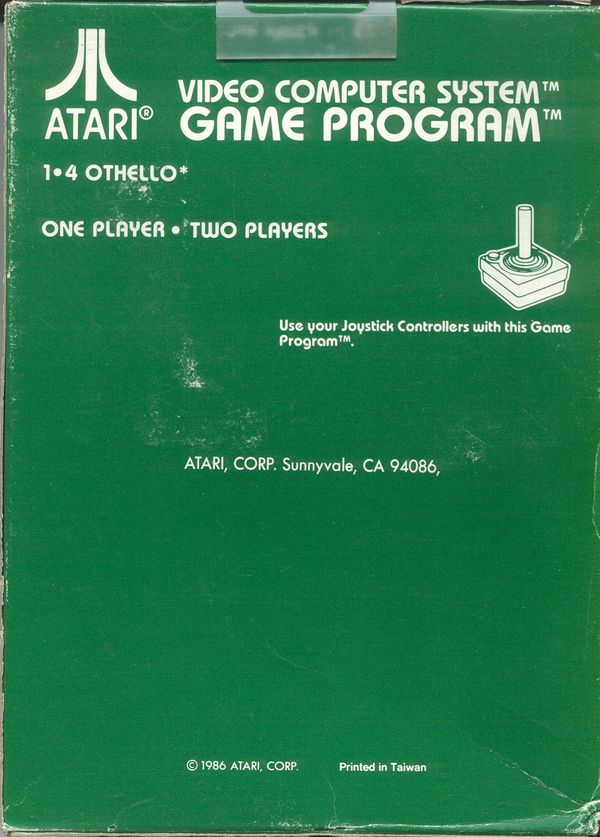 ATARI®
VIDEO COMPUTER SYSTEM™
GAME PROGRAM™
1•4 OTHELLO*
ONE PLAYER • TWO PLAYERS
Use your Joystick Controllers with this Game
Program™.
ATARI, CORP. Sunnyvale, CA 94086,
© 1986 ATARI, CORP. Printed in Taiwan